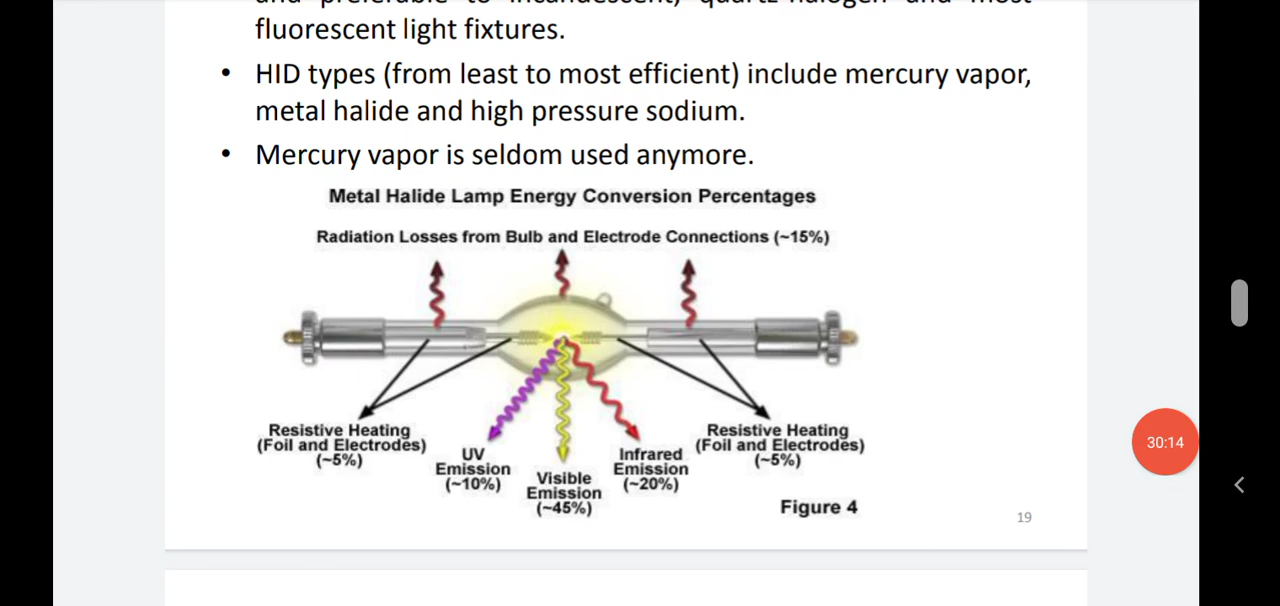 fluorescent light fixtures.
• HID types (from least to most efficient) include mercury vapor,
metal halide and high pressure sodium.
• Mercury vapor is seldom used anymore.
Metal Halide Lamp Energy Conversion Percentages
Radiation Losses from Bulb and Electrode Connections (~15%)
Resistive Heating
(Foil and Electrodes)
(~5%)
UV
Emission
(~10%)
Visible
Emission
(~45%)
Infrared
Emission
(~20%)
Resistive Heating
(Foil and Electrodes)
(~5%)
Figure 4
19
30:14